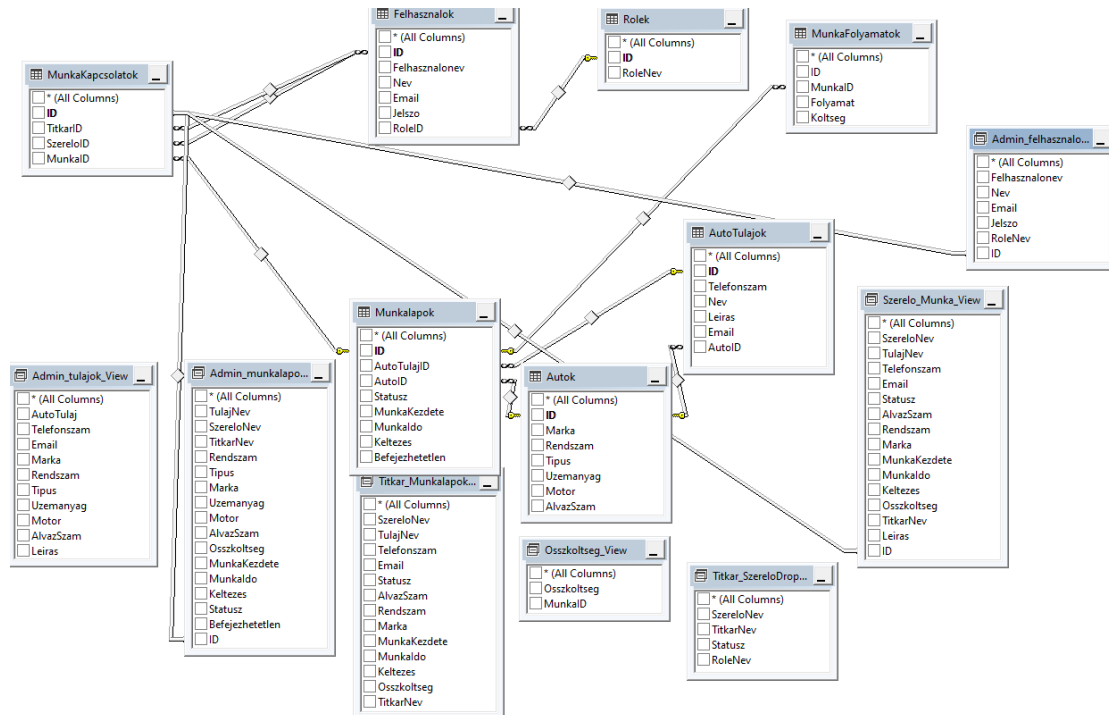 MunkaKapcsolatok
* (All Columns)
ID
TitkarID
SzereloID
MunkaID
Felhasznalok
* (All Columns)
ID
Felhasznalonev
Nev
Email
Jelszo
RoleID
Rolek
* (All Columns)
ID
RoleNev
MunkaFolyamatok
* (All Columns)
ID
MunkaID
Folyamat
Koltseg
Admin_felhasznalo...
* (All Columns)
Felhasznalonev
Nev
Email
Jelszo
RoleNev
ID
AutoTulajok
* (All Columns)
ID
Telefonszam
Nev
Leiras
Email
AutoID
Szerelo_Munka_View
* (All Columns)
SzereloNev
TulajNev
Telefonszam
Email
Statusz
AlvazSzam
Rendszam
Marka
MunkaKezdete
Munkaldo
Keltezes
Osszkoltseg
TitkarNev
Leiras
ID
Munkalapok
* (All Columns)
ID
AutoTulajID
AutoID
Statusz
MunkaKezdete
Munkaldo
Keltezes
Befejezhetetlen
Admin_tulajok_View
* (All Columns)
AutoTulaj
Telefonszam
Email
Marka
Rendszam
Tipus
Uzemanyag
Motor
AlvazSzam
Leiras
Admin_munkalapo...
* (All Columns)
TulajNev
SzereloNev
TitkarNev
Rendszam
Tipus
Marka
Uzemanyag
Motor
AlvazSzam
Osszkoltseg
MunkaKezdete
Munkaldo
Keltezes
Statusz
Befejezhetetlen
ID
Autok
* (All Columns)
ID
Marka
Rendszam
Tipus
Uzemanyag
Motor
AlvazSzam
Titkar_Munkalapok...
* (All Columns)
SzereloNev
TulajNev
Telefonszam
Email
Statusz
AlvazSzam
Rendszam
Marka
MunkaKezdete
Munkaldo
Keltezes
Osszkoltseg
TitkarNev
Osszkoltseg_View
* (All Columns)
Osszkoltseg
MunkaID
Titkar_SzereloDrop...
* (All Columns)
SzereloNev
TitkarNev
Statusz
RoleNev